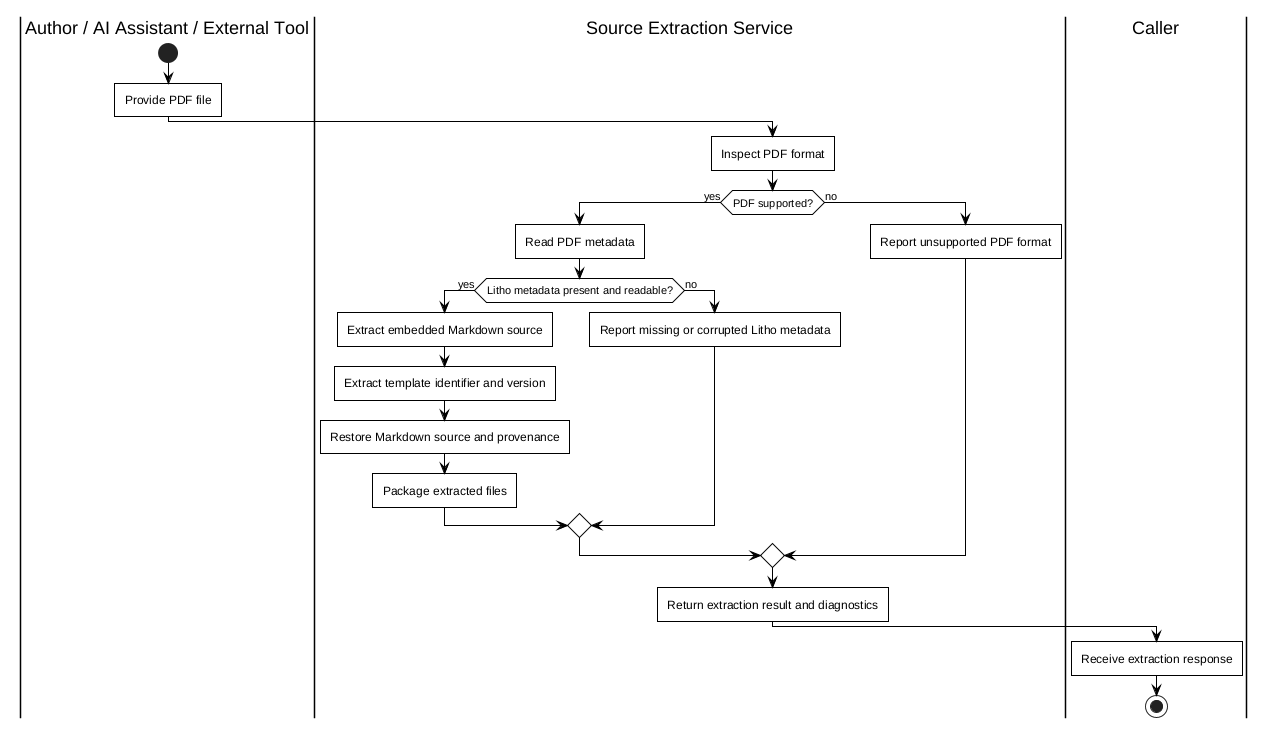 Author / AI Assistant / External Tool
Source Extraction Service
Caller
Provide PDF file
Inspect PDF format
yes
PDF supported?
no
Read PDF metadata
Report unsupported PDF format
yes
Litho metadata present and readable?
no
Extract embedded Markdown source
Report missing or corrupted Litho metadata
Extract template identifier and version
Restore Markdown source and provenance
Package extracted files
Return extraction result and diagnostics
Receive extraction response